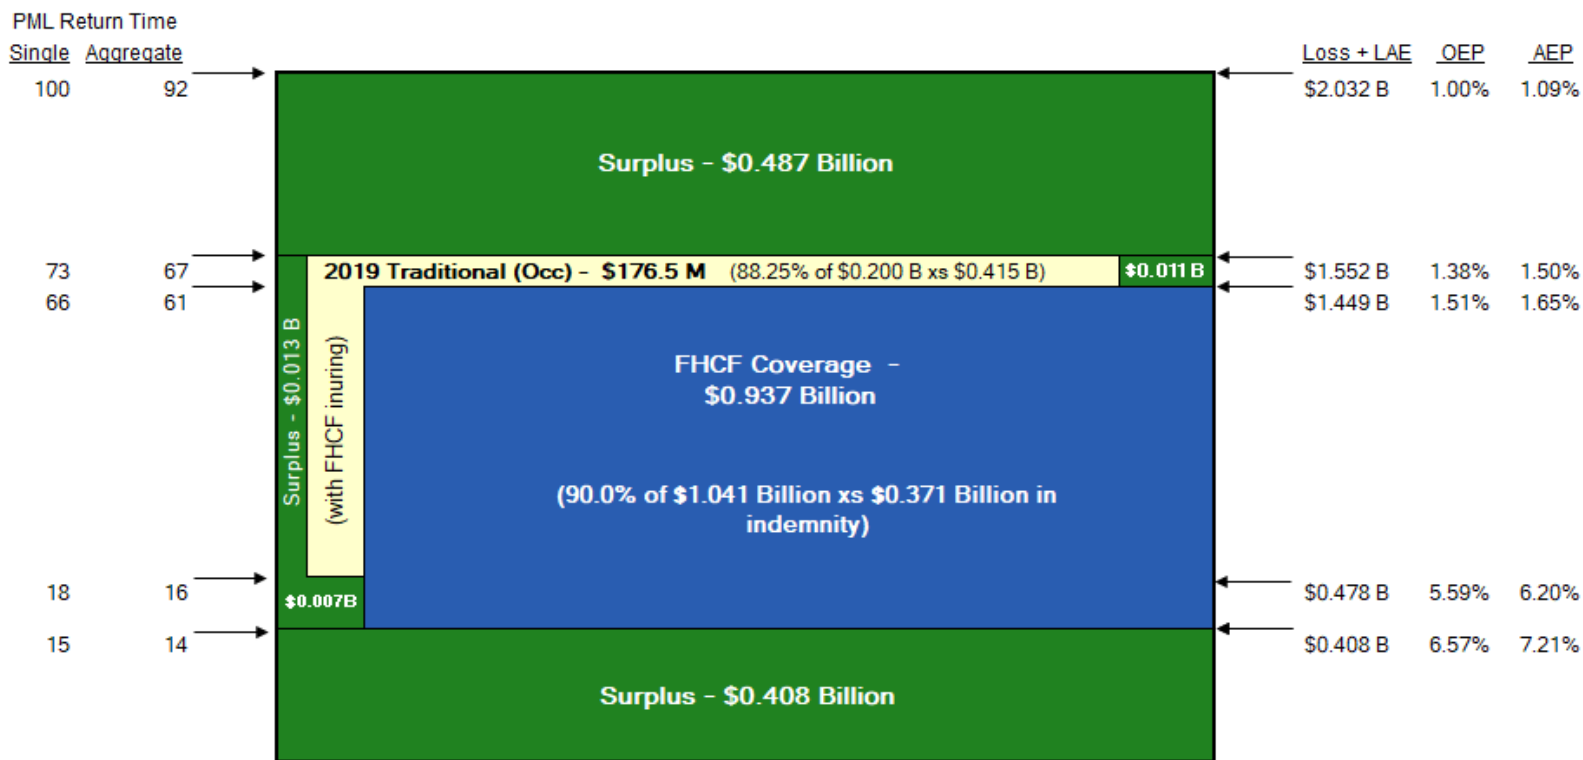 PML Return Time
Single Aggregate
Loss + LAE OEP AEP
100 92
$2.032 B 1.00% 1.09%
Surplus - $0.487 Billion
73 67
2019 Traditional (Occ) - $176.5 M (88.25% of $0.200 B xs $0.415 B)
$0.011 B
$1.552 B 1.38% 1.50%
66 61
$1.449 B 1.51% 1.65%
Surplus - $0.013 B
(with FHCF inuring)
FHCF Coverage -
$0.937 Billion
(90.0% of $1.041 Billion xs $0.371 Billion in
indemnity)
18 16
$0.007B
$0.478 B 5.59% 6.20%
15 14
$0.408 B 6.57% 7.21%
Surplus - $0.408 Billion